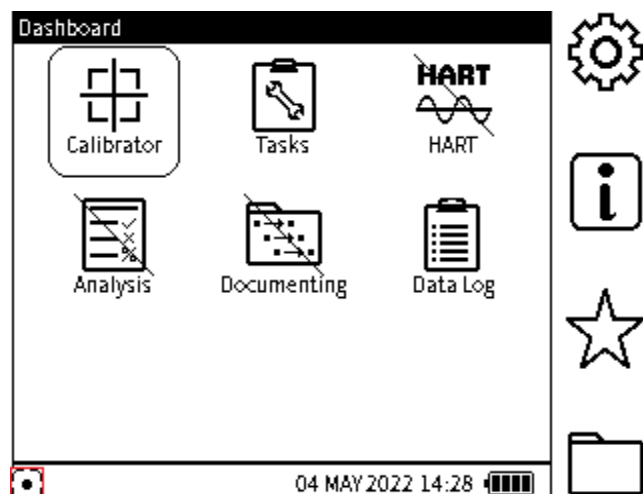 Dashboard
HART
Calibrator
Tasks
HART
Analysis
Documenting
Data Log
04 MAY 2022 14:28